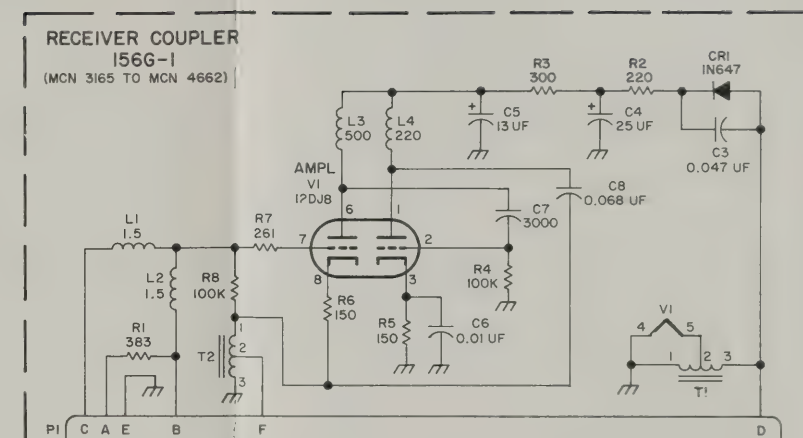 RECEIVER COUPLER
156G-1
(MCN 3165 TO MCN 4662)
R3
300
R2
220
CR1
1N647
L3
500
L4
220
+
C5
13 UF
+
C4
25 UF
C3
0.047 UF
AMPL
V1
12DJ8
C8
0.068 UF
6
1
C7
3000
L1
1.5
R7
261
7
2
L2
1.5
R8
100K
8
3
R4
100K
R6
150
R5
150
C6
0.01 UF
V1
4
5
R1
383
T2
1
2
3
1
2
3
T1
P1 C A E B F D